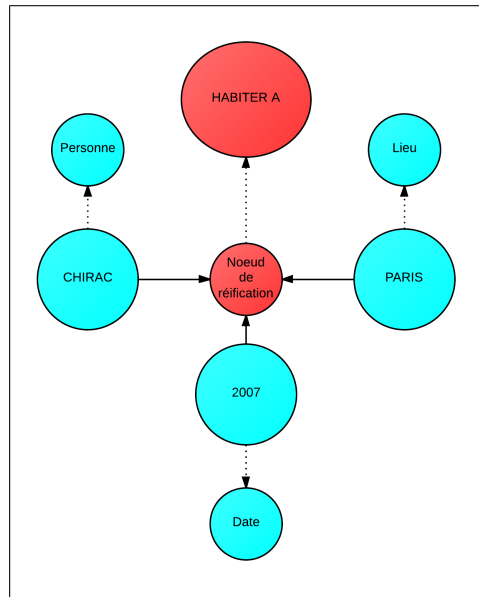 HABITER A
Personne
Lieu
CHIRAC
Noeud
de
réification
PARIS
2007
Date